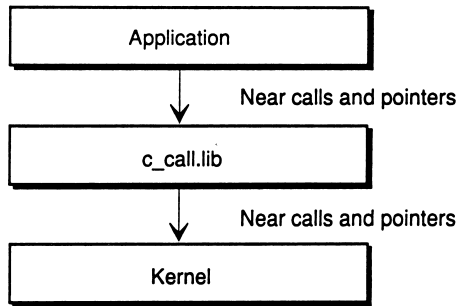 Application
Near calls and pointers
c_call.lib
Near calls and pointers
Kernel